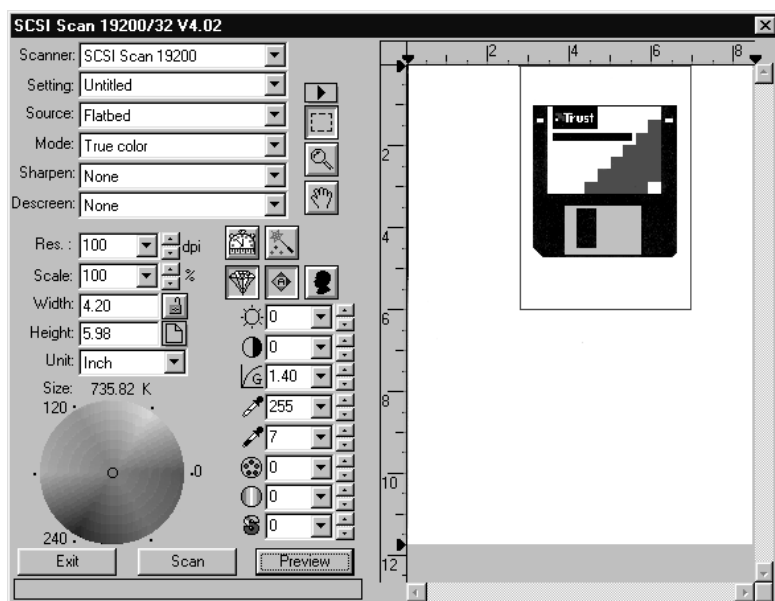 SCSI Scan 19200/32 V4.02
Scanner: SCSI Scan 19200
Setting: Untitled
Source: Flatbed
Mode: True color
Sharpen: None
Descreen: None
Res. : 100 dpi
Scale: 100 %
Width: 4.20
Height: 5.98
Unit: Inch
Size: 735.82 K
120
.0
240
A
0
0
G 1.40
255
7
0
0
0
Exit Scan Preview
2 4 6 8
2
4
6
8
10
12
Trust